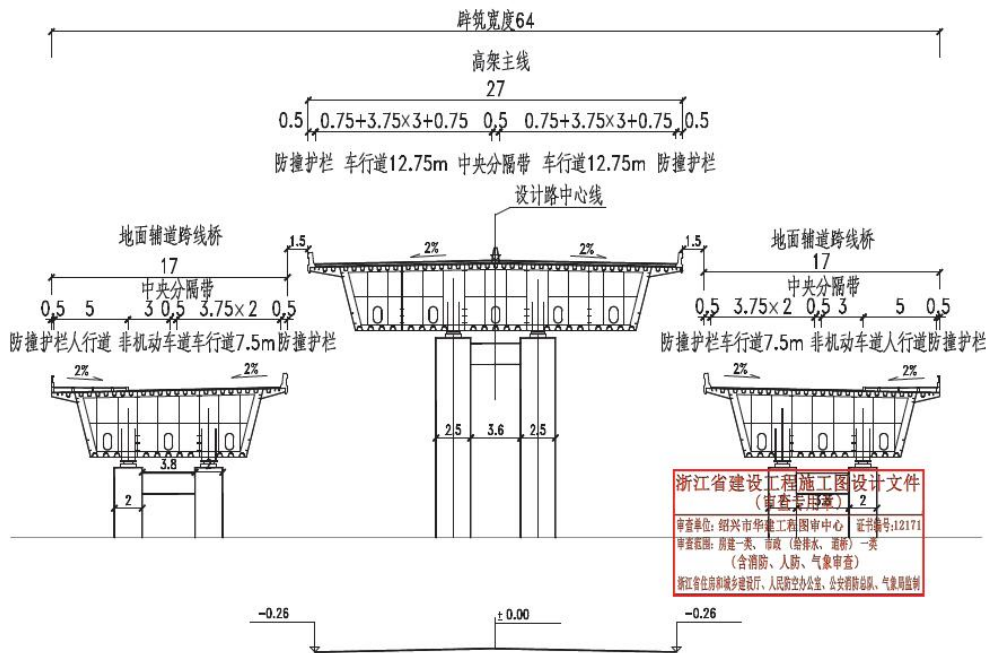 辟筑宽度64
高架主线
27
0.5 0.75+3.75×3+0.75 0.5 0.75+3.75×3+0.75 0.5
防撞护栏 车行道12.75m 中央分隔带 车行道12.75m 防撞护栏
设计路中心线
地面辅道跨线桥 1.5 2% 2% 1.5 地面辅道跨线桥
17 17
中央分隔带 中央分隔带
0.5 5 3 0.5 3.75×2 0.5 0.5 3.75×2 0.5 3 5 0.5
防撞护栏人行道 非机动车道车行道7.5m 防撞护栏 防撞护栏车行道7.5m 非机动车道人行道防撞护栏
2% 2% 2% 2%
2.5 3.6 2.5
3.8 2
2 2 3.8 2
浙江省建设工程施工图设计文件
(审查专用章)
审查单位: 绍兴市华建工程图审中心 证书编号:12171
审查范围: 房建一类、市政 (给排水、道桥) 一类
(含消防、人防、气象审查)
浙江省住房和城乡建设厅、人民防空办公室、公安消防总队、气象局监制
-0.26 ±0.00 -0.26